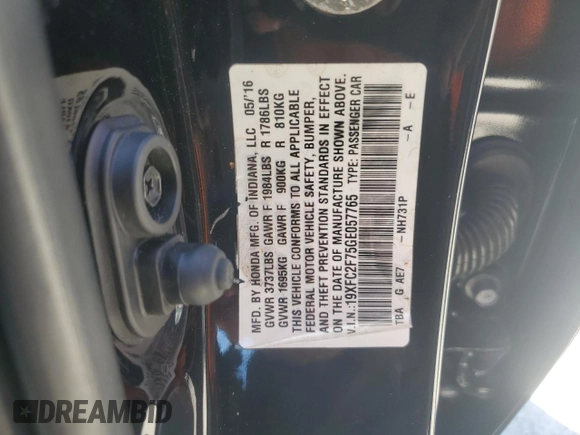 MFD. BY HONDA MFG. OF INDIANA, LLC 05/'16
GVWR 3737LBS GAWR F 1984LBS R 1786LBS
GVWR 1695KG GAWR F 900KG R 810KG
THIS VEHICLE CONFORMS TO ALL APPLICABLE
FEDERAL MOTOR VEHICLE SAFETY, BUMPER,
AND THEFT PREVENTION STANDARDS IN EFFECT
ON THE DATE OF MANUFACTURE SHOWN ABOVE.
V.I.N.:19XFC2F75GE057765 TYPE: PASSENGER CAR
TBA G AE7 -NH731P -A -E
DREAMBID